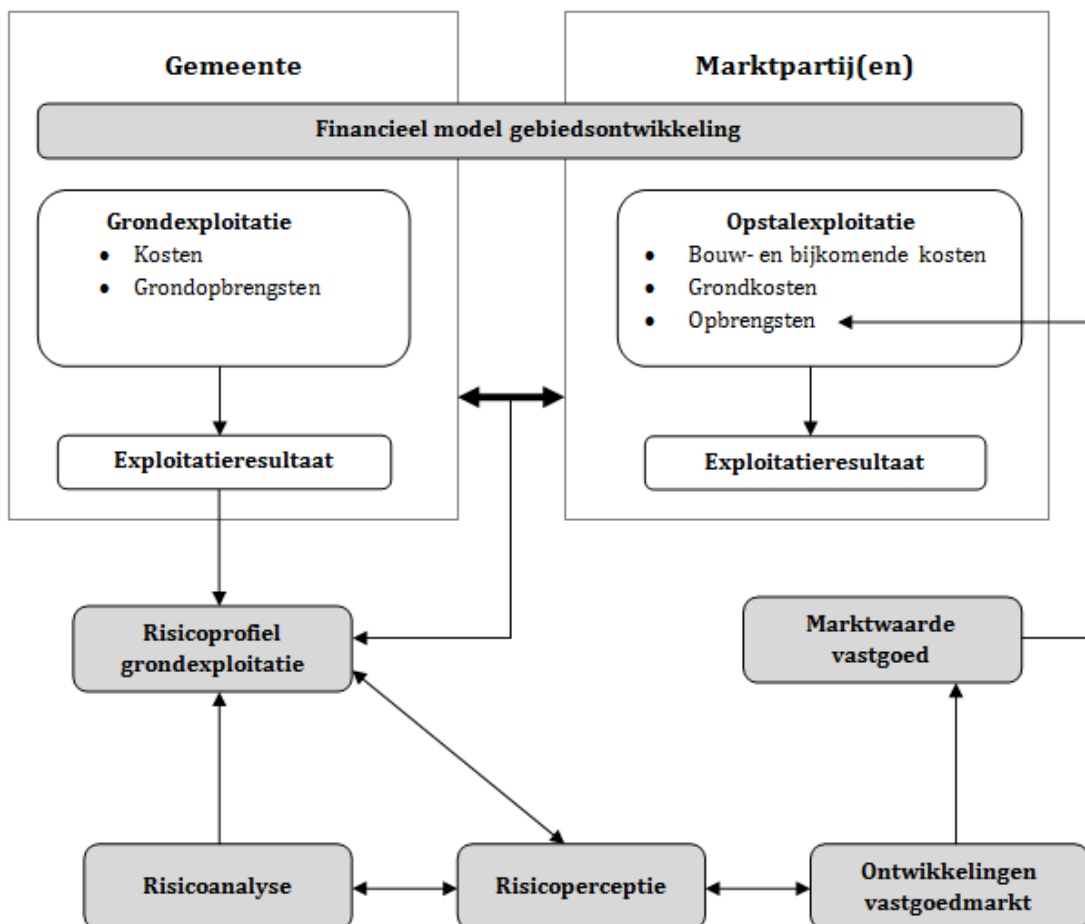 Gemeente
Marktpartij(en)
Financieel model gebiedsontwikkeling
Grondexploitatie
• Kosten
• Grondopbrengsten
Opstalexploitatie
• Bouw- en bijkomende kosten
• Grondkosten
• Opbrengsten
Exploitatieresultaat
Exploitatieresultaat
Risicoprofiel
grondexploitatie
Marktwaarde
vastgoed
Risicoanalyse
Risicoperceptie
Ontwikkelingen
vastgoedmarkt